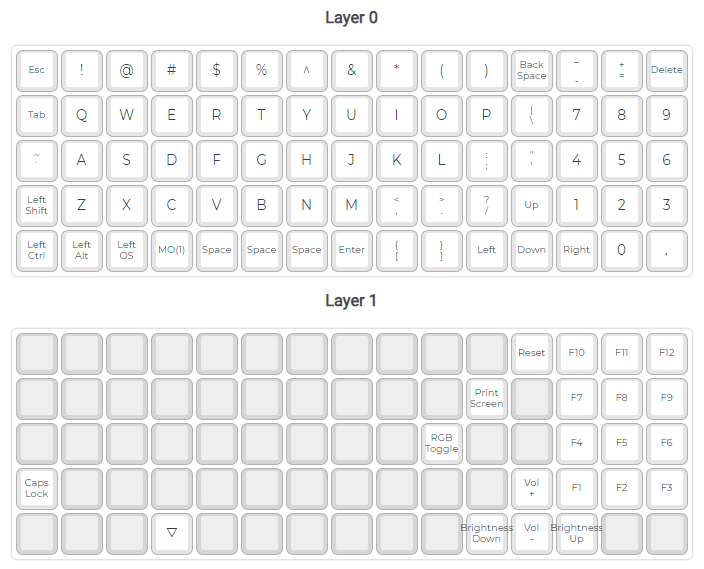 Layer 0
Esc ! @ # $ % ^ & * ( ) Back Space _ - + = Delete
Tab Q W E R T Y U I O P | \ 7 8 9
~ ` A S D F G H J K L : ; " ' 4 5 6
Left Shift Z X C V B N M < , > . ? / Up 1 2 3
Left Ctrl Left Alt Left OS MO(1) Space Space Space Enter { [ } ] Left Down Right 0 .
Layer 1
Reset F10 F11 F12
Print Screen F7 F8 F9
RGB Toggle F4 F5 F6
Caps Lock Vol + F1 F2 F3
▽ Brightness Down Vol - Brightness Up